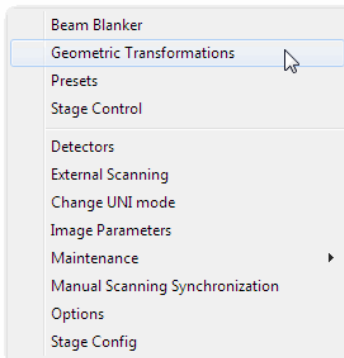 Beam Blanker
Geometric Transformations
Presets
Stage Control
Detectors
External Scanning
Change UNI mode
Image Parameters
Maintenance
Manual Scanning Synchronization
Options
Stage Config